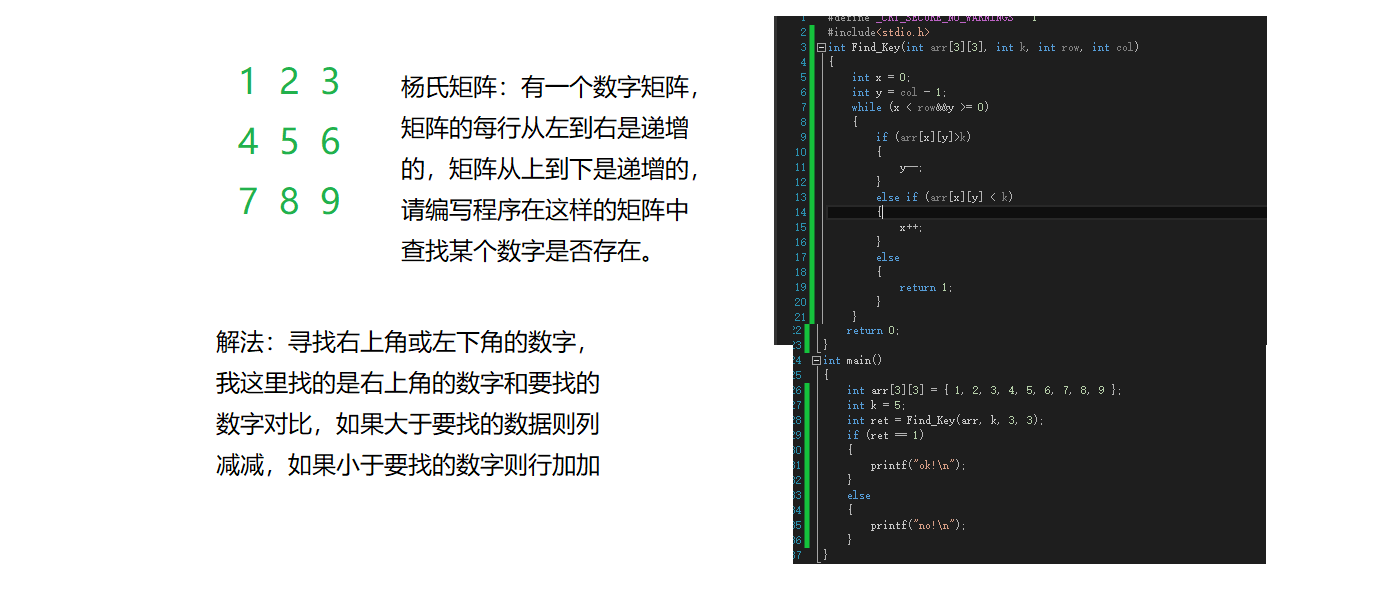 1 2 3
4 5 6
7 8 9
杨氏矩阵：有一个数字矩阵，
矩阵的每行从左到右是递增
的，矩阵从上到下是递增的，
请编写程序在这样的矩阵中
查找某个数字是否存在。
解法：寻找右上角或左下角的数字，
我这里找的是右上角的数字和要找的
数字对比，如果大于要找的数据则列
减减，如果小于要找的数字则行加加
1 #define _CRT_SECURE_NO_WARNINGS 1
2 #include<stdio.h>
3 int Find_Key(int arr[3][3], int k, int row, int col)
4 {
5 int x = 0;
6 int y = col - 1;
7 while (x < row&&y >= 0)
8 {
9 if (arr[x][y]>k)
10 {
11 y--;
12 }
13 else if (arr[x][y] < k)
14 {
15 x++;
16 }
17 else
18 {
19 return 1;
20 }
21 }
22 return 0;
23 }
24 int main()
25 {
26 int arr[3][3] = { 1, 2, 3, 4, 5, 6, 7, 8, 9 };
27 int k = 5;
28 int ret = Find_Key(arr, k, 3, 3);
29 if (ret == 1)
30 {
31 printf("ok!\n");
32 }
33 else
34 {
35 printf("no!\n");
36 }
37 }